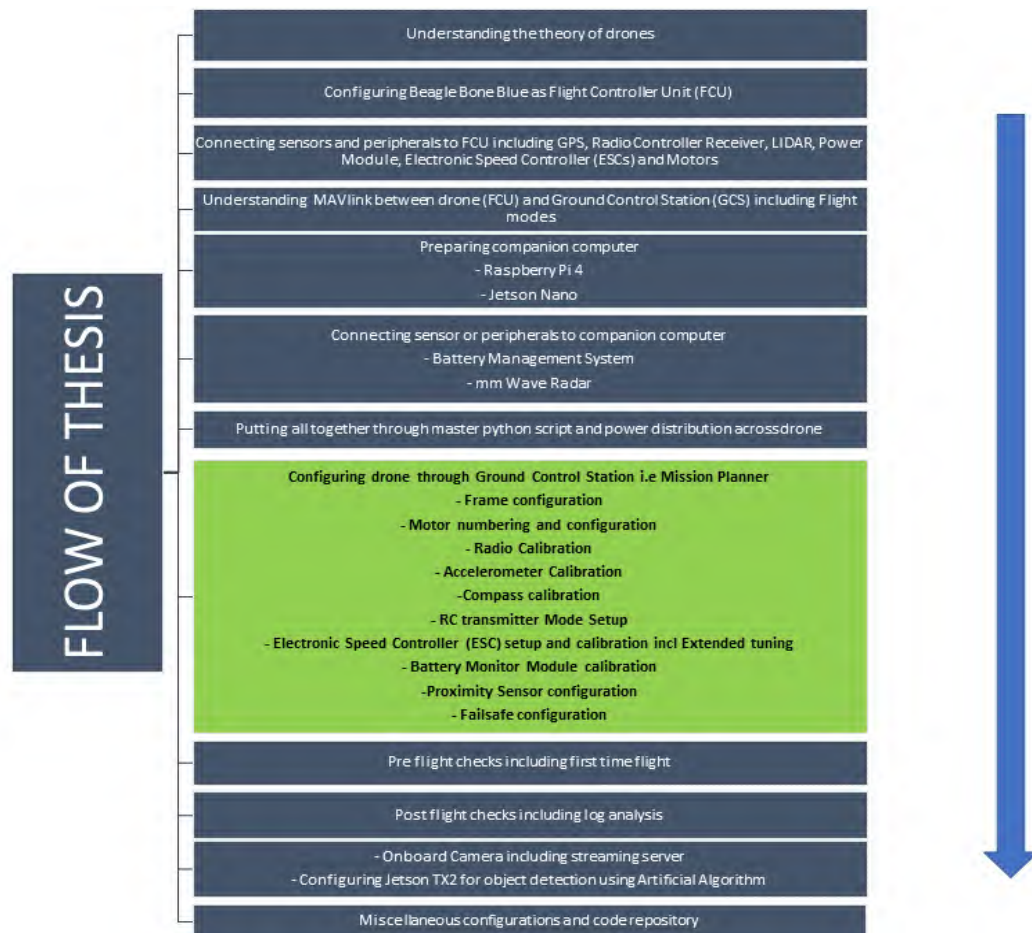 FLOW OF THESIS
Understanding the theory of drones
Configuring Beagle Bone Blue as Flight Controller Unit (FCU)
Connecting sensors and peripherals to FCU including GPS, Radio Controller Receiver, LIDAR, Power
Module, Electronic Speed Controller (ESCs) and Motors
Understanding MAVlink between drone (FCU) and Ground Control Station (GCS) including Flight
modes
Preparing companion computer
- Raspberry Pi 4
- Jetson Nano
Connecting sensor or peripherals to companion computer
- Battery Management System
- mm Wave Radar
Putting all together through master python script and power distribution across drone
Configuring drone through Ground Control Station i.e Mission Planner
- Frame configuration
- Motor numbering and configuration
- Radio Calibration
- Accelerometer Calibration
-Compass calibration
- RC transmitter Mode Setup
- Electronic Speed Controller (ESC) setup and calibration incl Extended tuning
- Battery Monitor Module calibration
-Proximity Sensor configuration
- Failsafe configuration
Pre flight checks including first time flight
Post flight checks including log analysis
- Onboard Camera including streaming server
- Configuring Jetson TX2 for object detection using Artificial Algorithm
Miscellaneous configurations and code repository